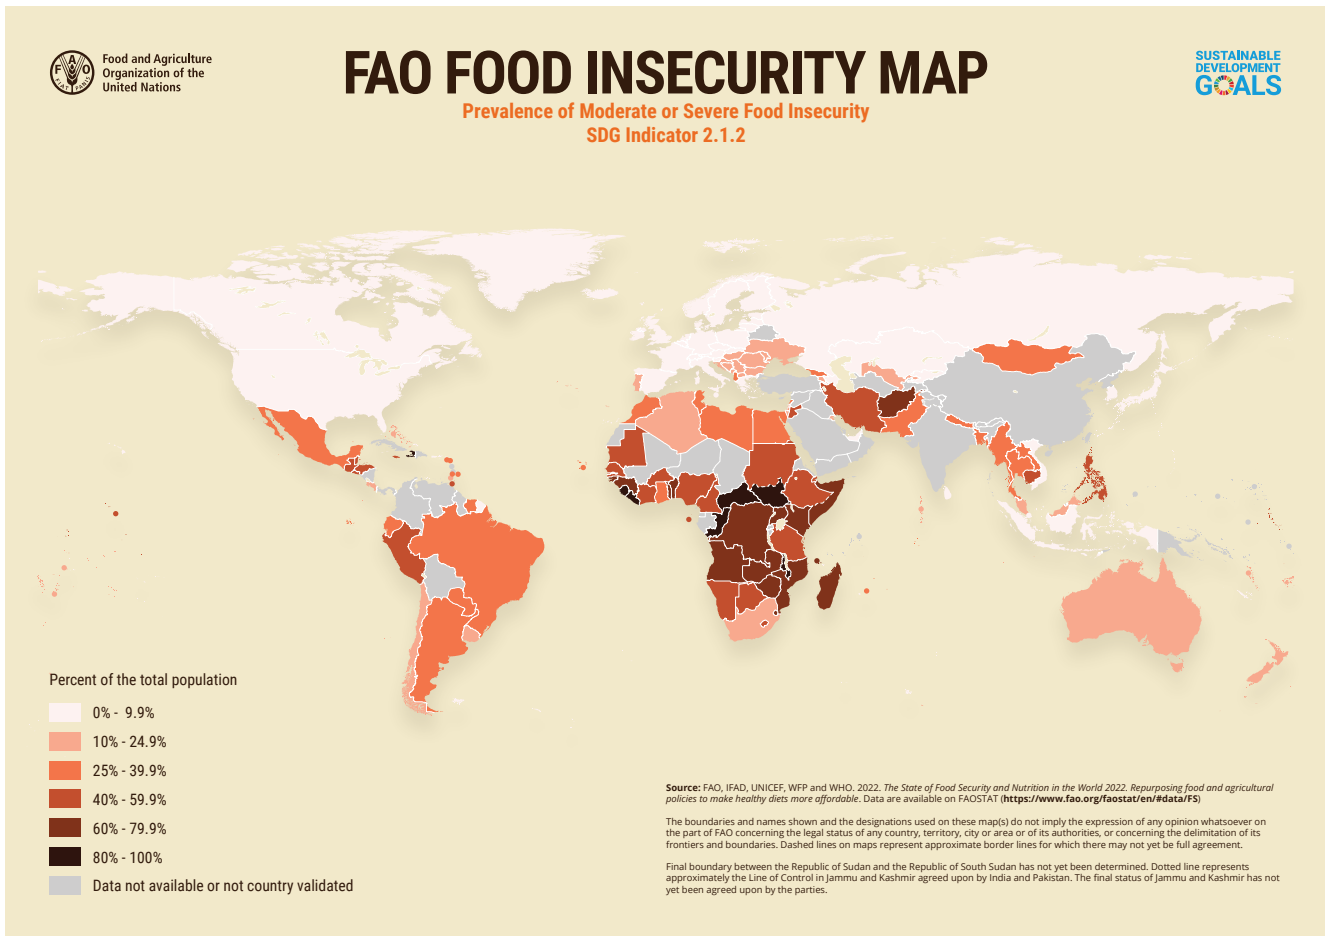 Food and Agriculture
Organization of the
United Nations
FAO
FIAT PANIS
FAO FOOD INSECURITY MAP
Prevalence of Moderate or Severe Food Insecurity
SDG Indicator 2.1.2
SUSTAINABLE
DEVELOPMENT
GOALS
Percent of the total population
0% - 9.9%
10% - 24.9%
25% - 39.9%
40% - 59.9%
60% - 79.9%
80% - 100%
Data not available or not country validated
Source: FAO, IFAD, UNICEF, WFP and WHO. 2022. The State of Food Security and Nutrition in the World 2022. Repurposing food and agricultural
policies to make healthy diets more affordable. Data are available on FAOSTAT (https://www.fao.org/faostat/en/#data/FS)
The boundaries and names shown and the designations used on these map(s) do not imply the expression of any opinion whatsoever on
the part of FAO concerning the legal status of any country, territory, city or area or of its authorities, or concerning the delimitation of its
frontiers and boundaries. Dashed lines on maps represent approximate border lines for which there may not yet be full agreement.
Final boundary between the Republic of Sudan and the Republic of South Sudan has not yet been determined. Dotted line represents
approximately the Line of Control in Jammu and Kashmir agreed upon by India and Pakistan. The final status of Jammu and Kashmir has not
yet been agreed upon by the parties.